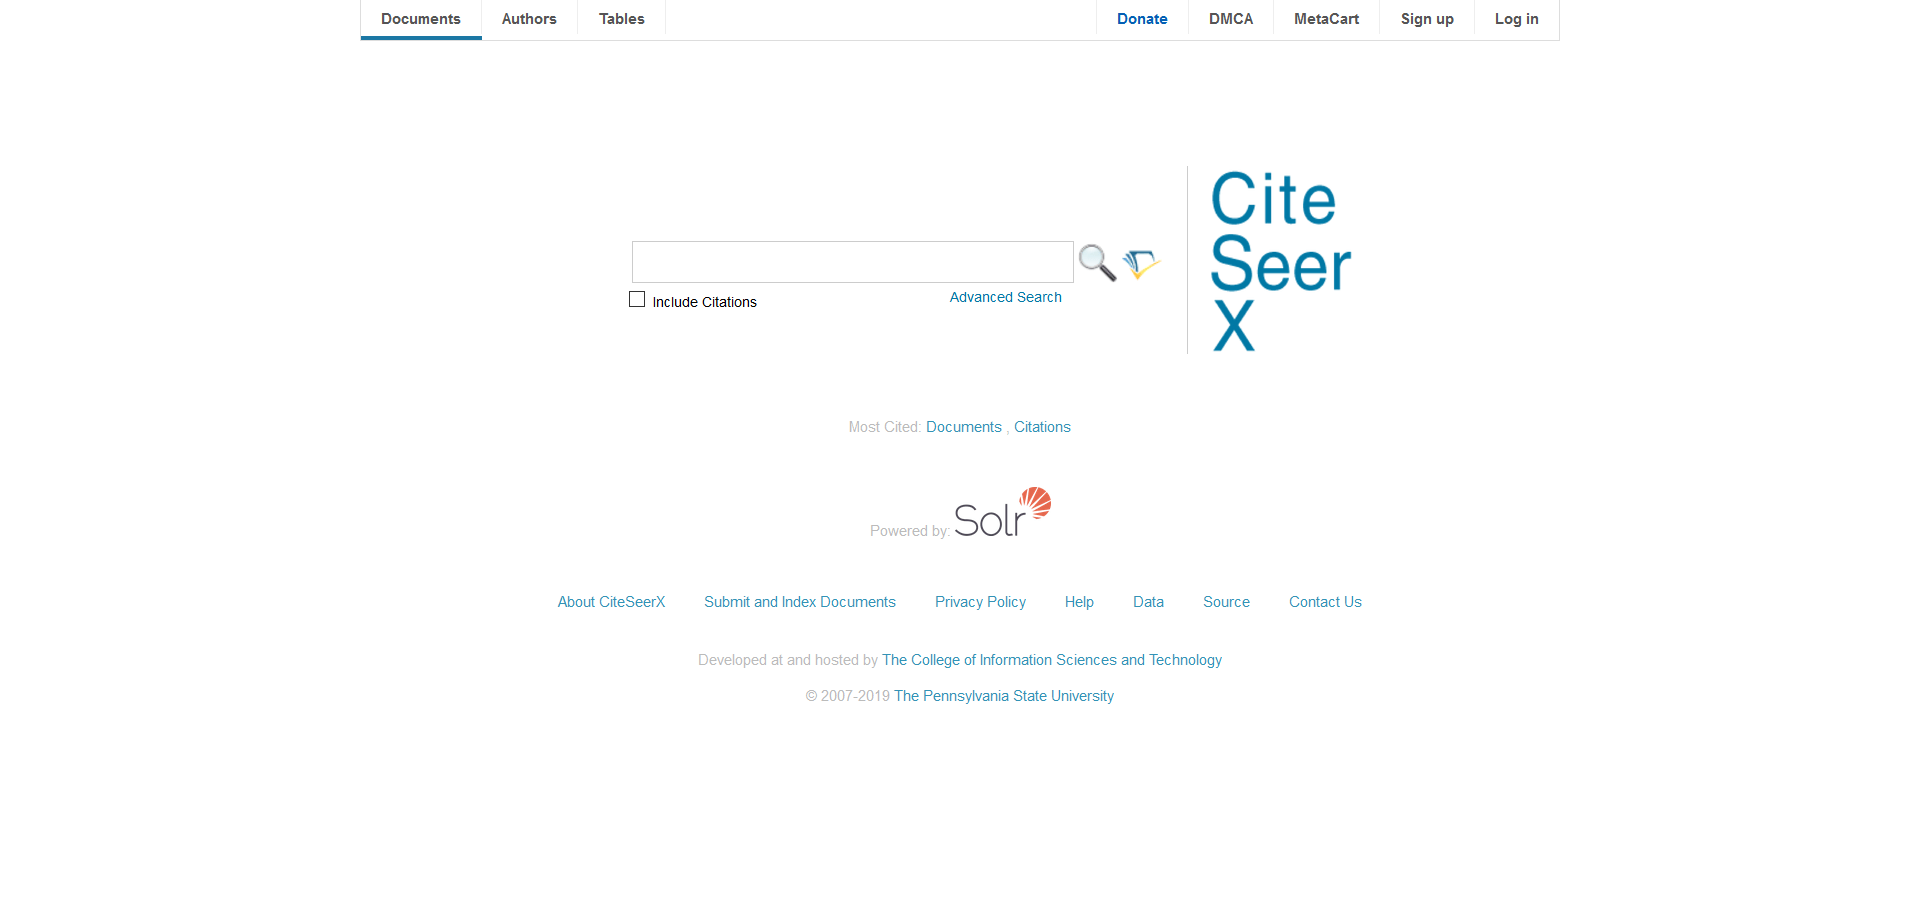 Documents Authors Tables Donate DMCA MetaCart Sign up Log in
Cite
Seer
X
Include Citations Advanced Search
Most Cited: Documents , Citations
Powered by: Solr
About CiteSeerX Submit and Index Documents Privacy Policy Help Data Source Contact Us
Developed at and hosted by The College of Information Sciences and Technology
© 2007-2019 The Pennsylvania State University